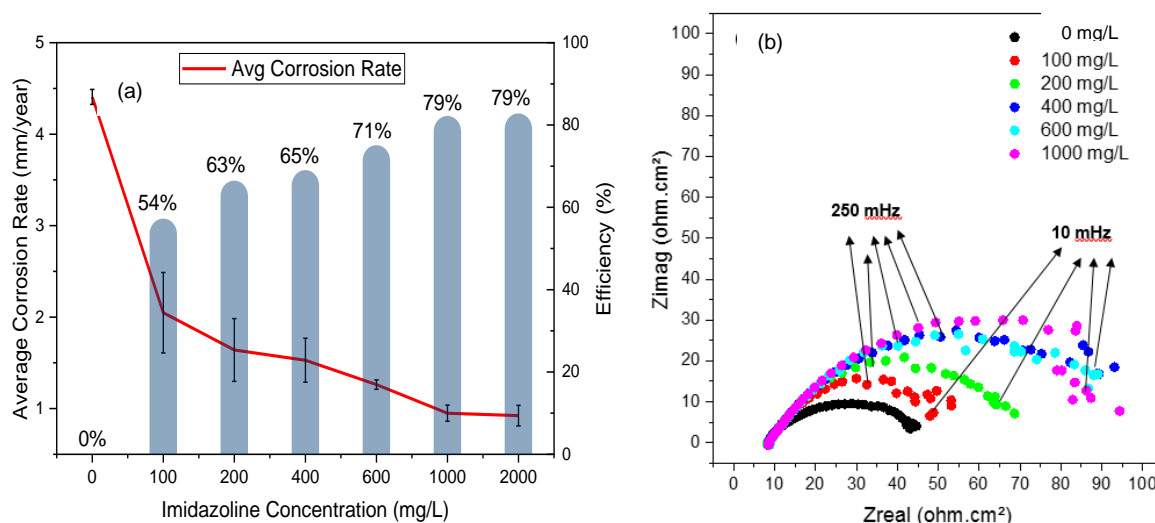 (a)
Avg Corrosion Rate
Average Corrosion Rate (mm/year)
5
4
3
2
1
0%
54%
63%
65%
71%
79%
79%
100
80
60
40
20
0
Efficiency (%)
0 100 200 400 600 1000 2000
Imidazoline Concentration (mg/L)
(b)
0 mg/L
100 mg/L
200 mg/L
400 mg/L
600 mg/L
1000 mg/L
250 mHz
10 mHz
Zimag (ohm.cm²)
100
90
80
70
60
50
40
30
20
10
0
0 10 20 30 40 50 60 70 80 90 100
Zreal (ohm.cm²)